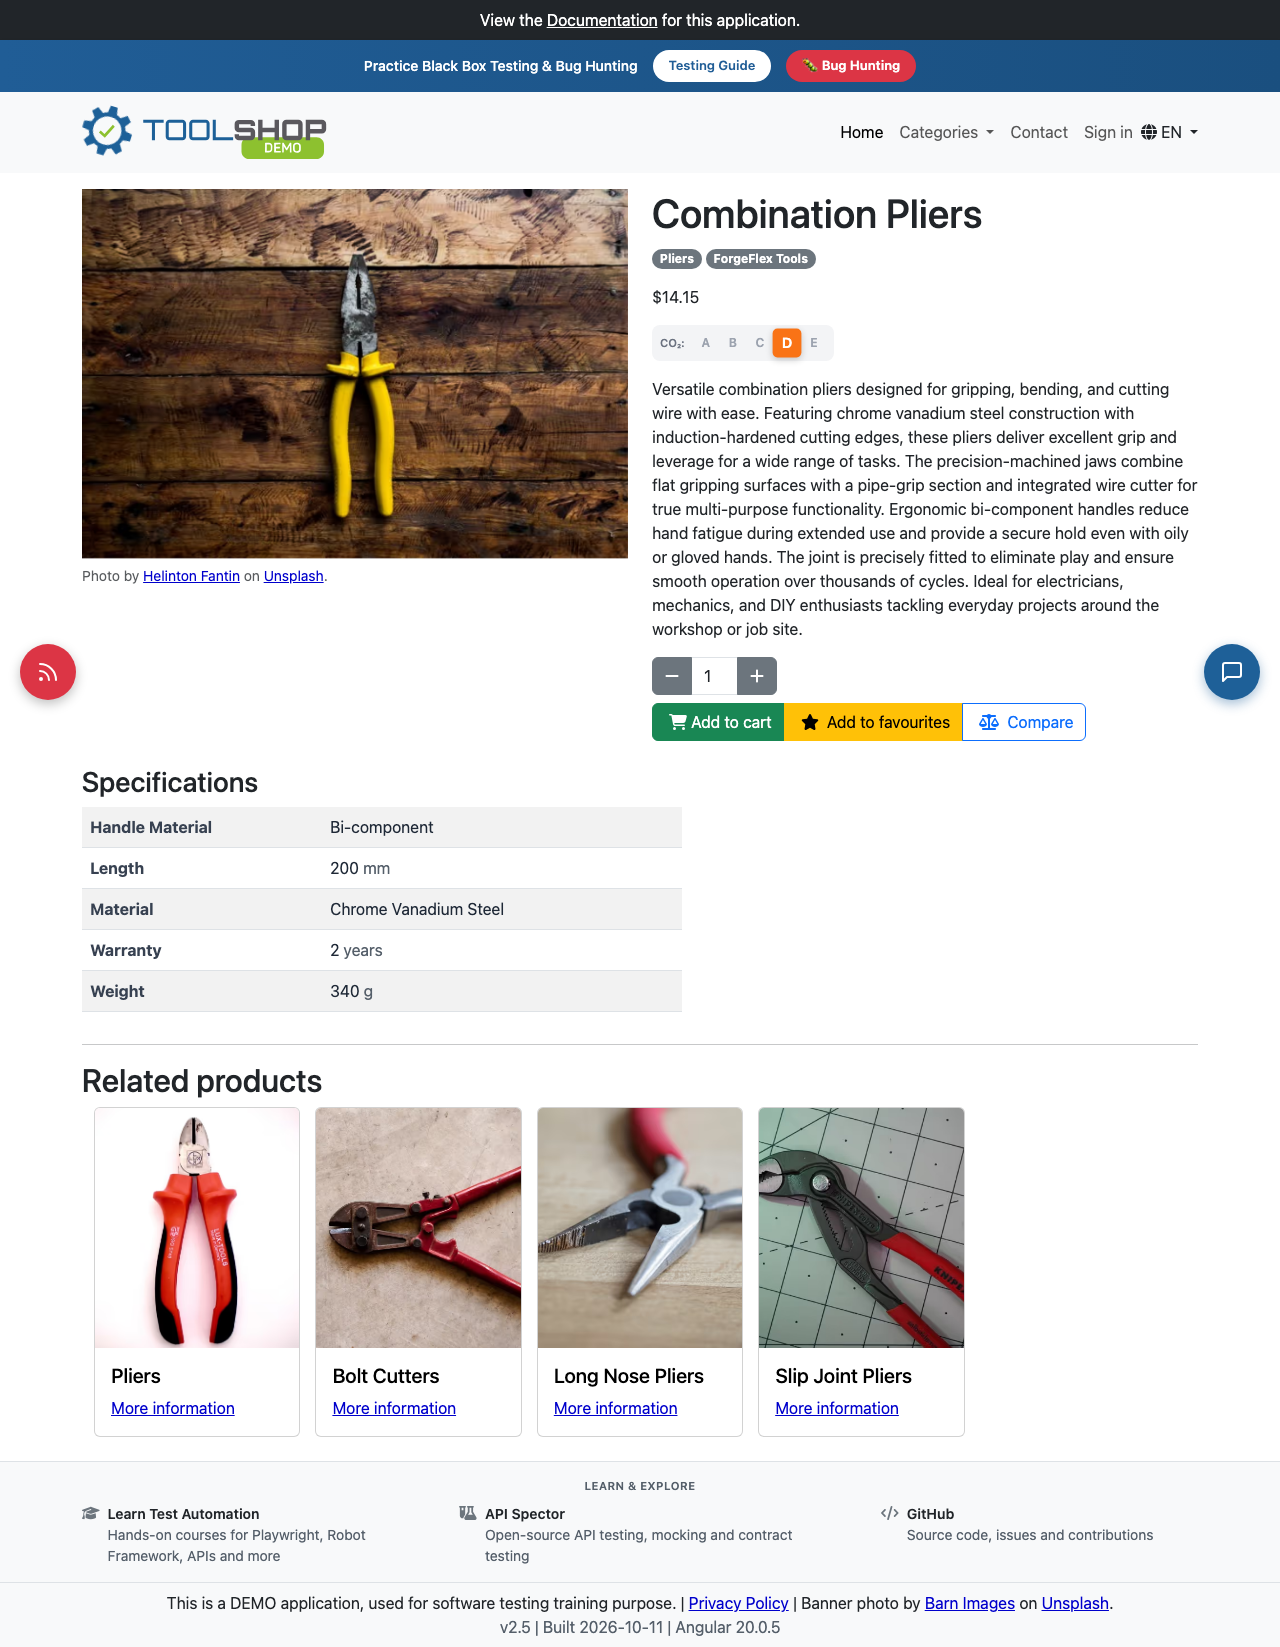 View the Documentation for this application.
Practice Black Box Testing & Bug Hunting
Testing Guide
🐛 Bug Hunting
TOOLSHOP
DEMO
Home
Categories
Contact
Sign in
EN
Combination Pliers
Pliers
ForgeFlex Tools
$14.15
CO₂: A B C D E
Versatile combination pliers designed for gripping, bending, and cutting
wire with ease. Featuring chrome vanadium steel construction with
induction-hardened cutting edges, these pliers deliver excellent grip and
leverage for a wide range of tasks. The precision-machined jaws combine
flat gripping surfaces with a pipe-grip section and integrated wire cutter for
true multi-purpose functionality. Ergonomic bi-component handles reduce
hand fatigue during extended use and provide a secure hold even with oily
or gloved hands. The joint is precisely fitted to eliminate play and ensure
smooth operation over thousands of cycles. Ideal for electricians,
mechanics, and DIY enthusiasts tackling everyday projects around the
workshop or job site.
Photo by Helinton Fantin on Unsplash.
1
Add to cart
Add to favourites
Compare
Specifications
Handle Material Bi-component
Length 200 mm
Material Chrome Vanadium Steel
Warranty 2 years
Weight 340 g
Related products
LUX-TOOLS
KNIPEX
Pliers
More information
Bolt Cutters
More information
Long Nose Pliers
More information
Slip Joint Pliers
More information
LEARN & EXPLORE
Learn Test Automation
Hands-on courses for Playwright, Robot
Framework, APIs and more
API Spector
Open-source API testing, mocking and contract
testing
GitHub
Source code, issues and contributions
This is a DEMO application, used for software testing training purpose. | Privacy Policy | Banner photo by Barn Images on Unsplash.
v2.5 | Built 2026-10-11 | Angular 20.0.5